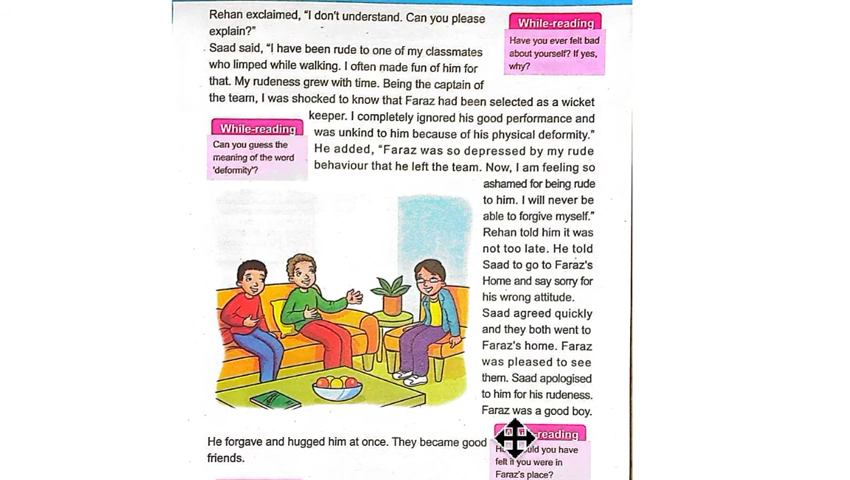 Rehan exclaimed, "I don't understand. Can you please
explain?"
While-reading
Have you ever felt bad
about yourself? If yes,
why?
Saad said, "I have been rude to one of my classmates
who limped while walking. I often made fun of him for
that. My rudeness grew with time. Being the captain of
the team, I was shocked to know that Faraz had been selected as a wicket
keeper. I completely ignored his good performance and
was unkind to him because of his physical deformity."
While-reading
Can you guess the
meaning of the word
'deformity'?
He added, "Faraz was so depressed by my rude
behaviour that he left the team. Now, I am feeling so
ashamed for being rude
to him. I will never be
able to forgive myself."
Rehan told him it was
not too late. He told
Saad to go to Faraz's
Home and say sorry for
his wrong attitude.
Saad agreed quickly
and they both went to
Faraz's home. Faraz
was pleased to see
them. Saad apologised
to him for his rudeness.
Faraz was a good boy.
He forgave and hugged him at once. They became good
friends.
-reading
you have
felt if you were in
Faraz's place?